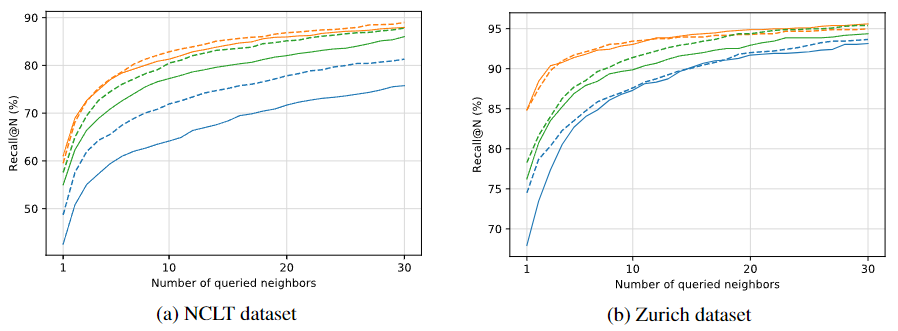 90
80
70
60
50
Recall@N (%)
1 10 20 30
Number of queried neighbors
(a) NCLT dataset
95
90
85
80
75
70
Recall@N (%)
1 10 20 30
Number of queried neighbors
(b) Zurich dataset